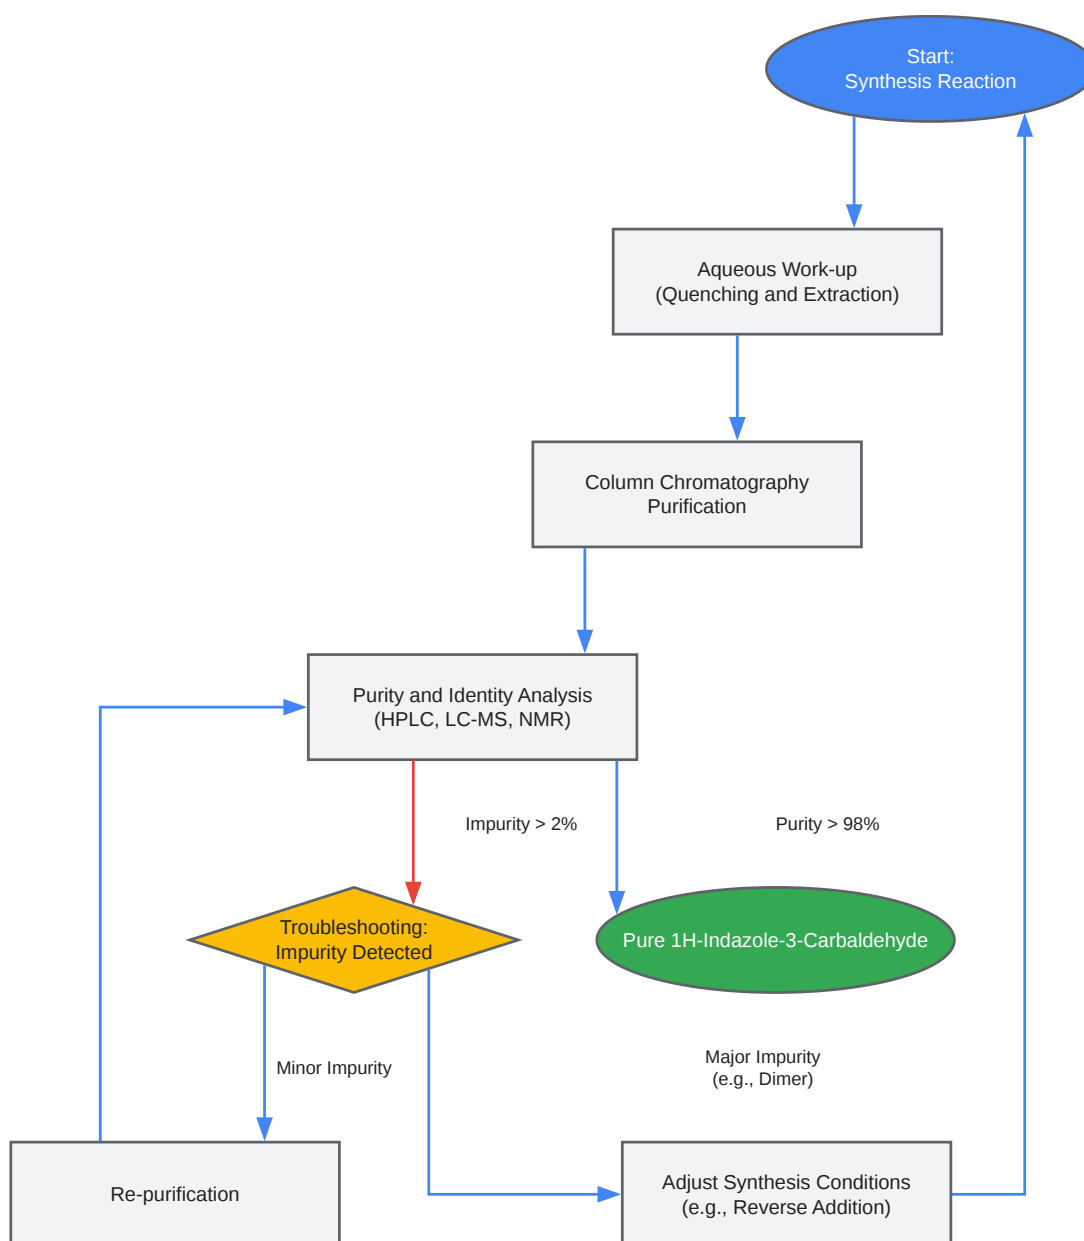 Start:
Synthesis Reaction
Aqueous Work-up
(Quenching and Extraction)
Column Chromatography
Purification
Purity and Identity Analysis
(HPLC, LC-MS, NMR)
Impurity > 2%
Purity > 98%
Troubleshooting:
Impurity Detected
Pure 1H-Indazole-3-Carbaldehyde
Minor Impurity
Major Impurity
(e.g., Dimer)
Re-purification
Adjust Synthesis Conditions
(e.g., Reverse Addition)